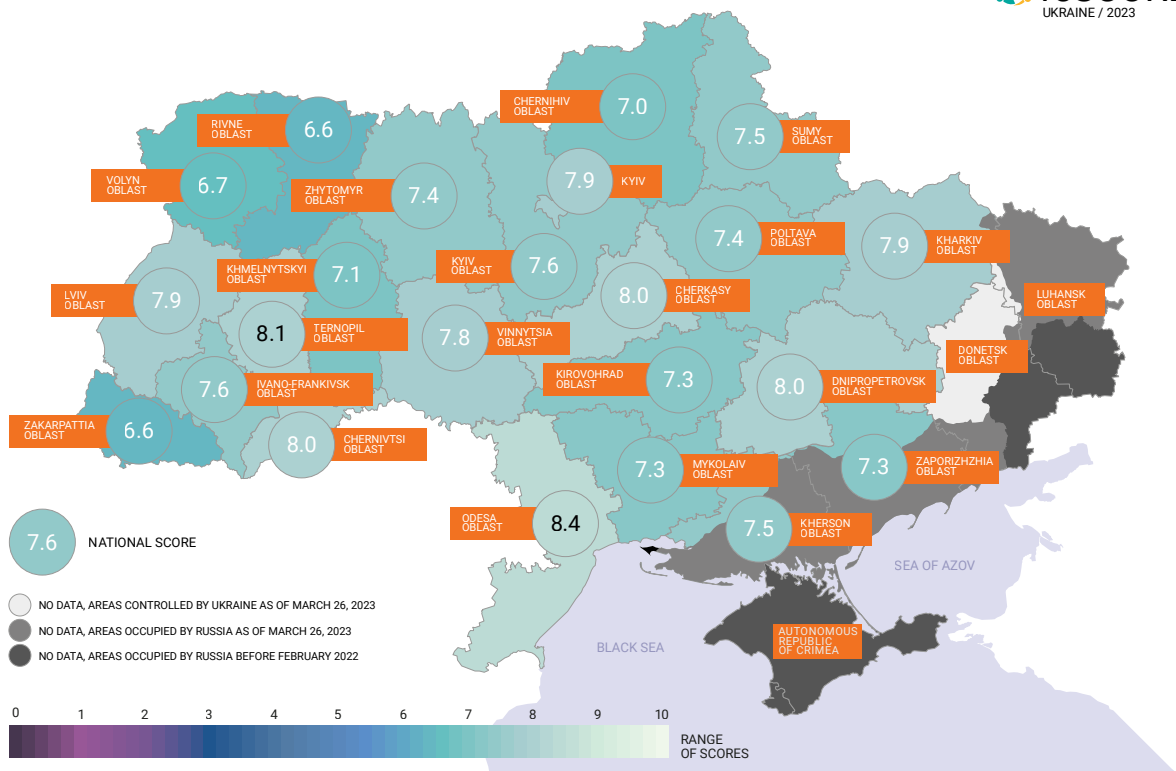 UKRAINE / 2023
CHERNIHIV
OBLAST
7.0
RIVNE
OBLAST
6.6
7.5
SUMY
OBLAST
VOLYN
OBLAST
6.7
ZHYTOMYR
OBLAST
7.4
7.9
KYIV
7.4
POLTAVA
OBLAST
7.9
KHARKIV
OBLAST
KHMELNYTSKYI
OBLAST
7.1
KYIV
OBLAST
7.6
LVIV
OBLAST
7.9
8.0
CHERKASY
OBLAST
LUHANSK
OBLAST
8.1
TERNOPIL
OBLAST
7.8
VINNYTSIA
OBLAST
DONETSK
OBLAST
7.6
IVANO-FRANKIVSK
OBLAST
KIROVOHRAD
OBLAST
7.3
8.0
DNIPROPETROVSK
OBLAST
ZAKARPATTIA
OBLAST
6.6
8.0
CHERNIVTSI
OBLAST
7.3
MYKOLAIV
OBLAST
7.3
ZAPORIZHZHIA
OBLAST
ODESA
OBLAST
8.4
7.5
KHERSON
OBLAST
7.6
NATIONAL SCORE
SEA OF AZOV
NO DATA, AREAS CONTROLLED BY UKRAINE AS OF MARCH 26, 2023
NO DATA, AREAS OCCUPIED BY RUSSIA AS OF MARCH 26, 2023
NO DATA, AREAS OCCUPIED BY RUSSIA BEFORE FEBRUARY 2022
BLACK SEA
AUTONOMOUS
REPUBLIC
OF CRIMEA
0 1 2 3 4 5 6 7 8 9 10
RANGE
OF SCORES